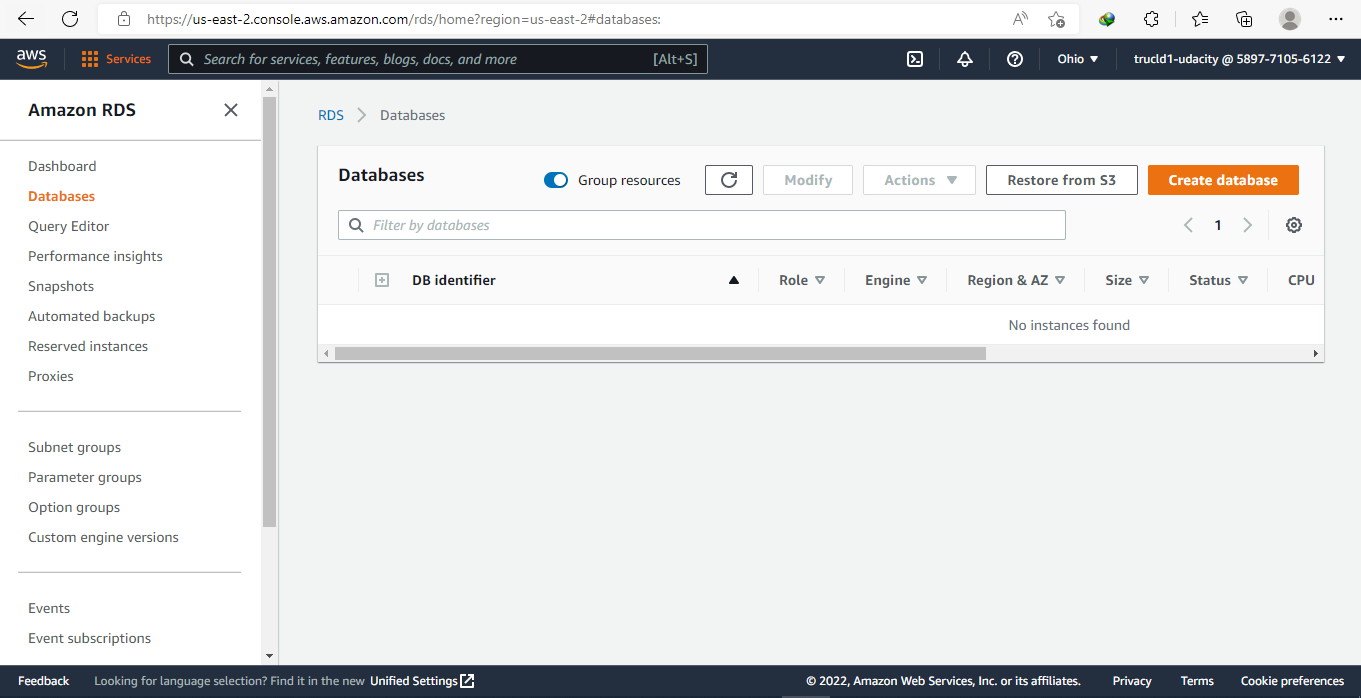 https://us-east-2.console.aws.amazon.com/rds/home?region=us-east-2#databases:
aws Services Search for services, features, blogs, docs, and more [Alt+S] Ohio trucld1-udacity @ 5897-7105-6122
Amazon RDS
Dashboard
Databases
Query Editor
Performance insights
Snapshots
Automated backups
Reserved instances
Proxies
Subnet groups
Parameter groups
Option groups
Custom engine versions
Events
Event subscriptions
RDS Databases
Databases Group resources Modify Actions Restore from S3 Create database
Filter by databases 1
DB identifier Role Engine Region & AZ Size Status CPU
No instances found
Feedback Looking for language selection? Find it in the new Unified Settings © 2022, Amazon Web Services, Inc. or its affiliates. Privacy Terms Cookie preferences